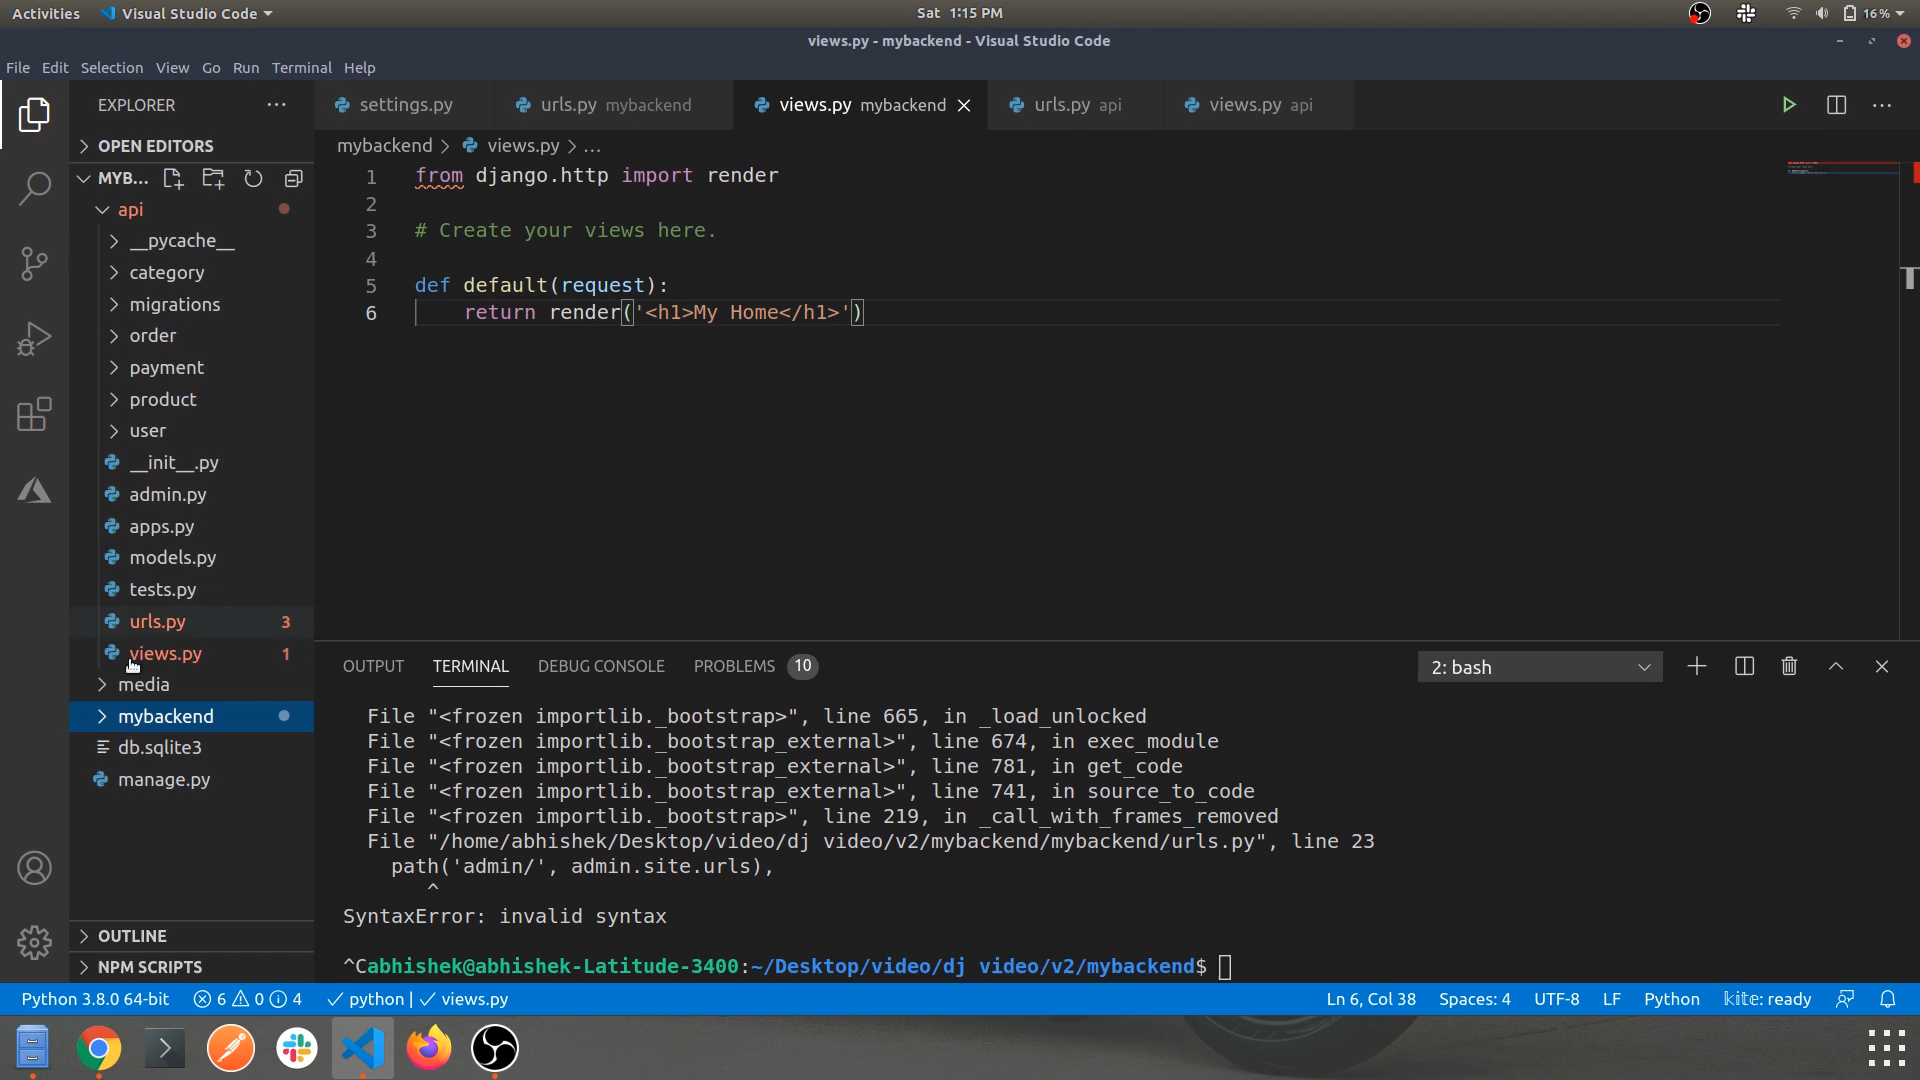 Activities Visual Studio Code Sat 1:15 PM 16%
views.py - mybackend - Visual Studio Code
File Edit Selection View Go Run Terminal Help
EXPLORER
settings.py urls.py mybackend views.py mybackend urls.py api views.py api
OPEN EDITORS
mybackend > views.py > ...
MYB...
api
__pycache__
category
migrations
order
payment
product
user
__init__.py
admin.py
apps.py
models.py
tests.py
urls.py 3
views.py 1
media
mybackend
db.sqlite3
manage.py
OUTLINE
NPM SCRIPTS
1 from django.http import render
2
3 # Create your views here.
4
5 def default(request):
6 return render('<h1>My Home</h1>')
OUTPUT TERMINAL DEBUG CONSOLE PROBLEMS 10 2: bash
File "<frozen importlib._bootstrap>", line 665, in _load_unlocked
File "<frozen importlib._bootstrap_external>", line 674, in exec_module
File "<frozen importlib._bootstrap_external>", line 781, in get_code
File "<frozen importlib._bootstrap_external>", line 741, in source_to_code
File "<frozen importlib._bootstrap>", line 219, in _call_with_frames_removed
File "/home/abhishek/Desktop/video/dj video/v2/mybackend/mybackend/urls.py", line 23
path('admin/', admin.site.urls),
^
SyntaxError: invalid syntax
^Cabhishek@abhishek-Latitude-3400:~/Desktop/video/dj video/v2/mybackend$
Python 3.8.0 64-bit 6 0 4 python | views.py Ln 6, Col 38 Spaces: 4 UTF-8 LF Python kite: ready